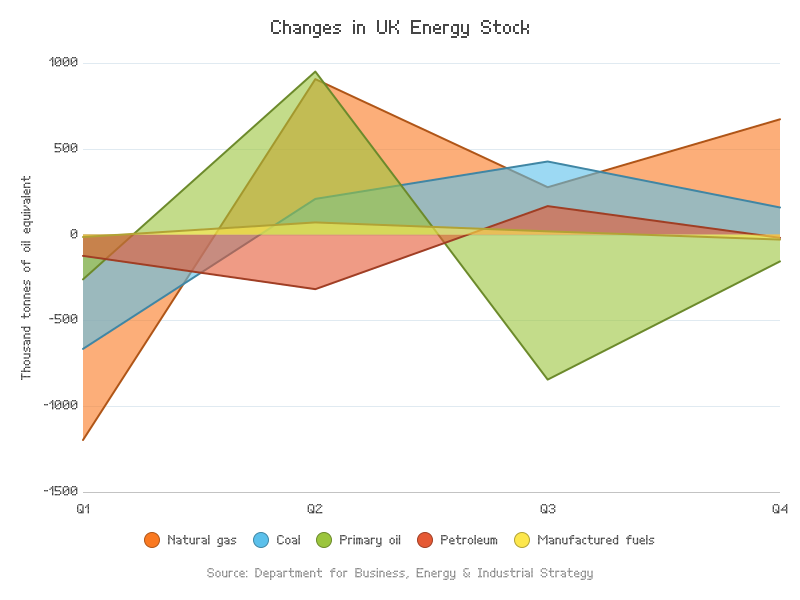 Changes in UK Energy Stock
Thousand tonnes of oil equivalent
1000
500
0
-500
-1000
-1500
Q1 Q2 Q3 Q4
Natural gas Coal Primary oil Petroleum Manufactured fuels
Source: Department for Business, Energy & Industrial Strategy